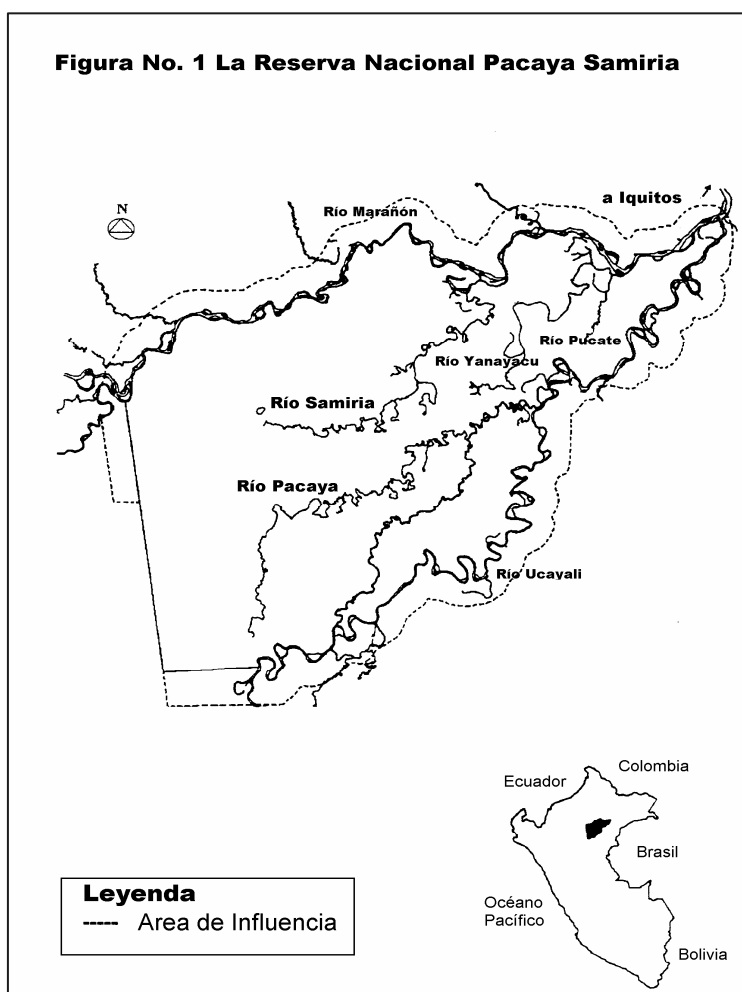 Figura No. 1 La Reserva Nacional Pacaya Samiria
a Iquitos
N
Río Marañón
Río Pucate
Río Yanayacu
Río Samiria
Río Pacaya
Río Ucayali
Colombia
Ecuador
Brasil
Océano
Pacífico
Bolivia
Leyenda
---- Area de Influencia